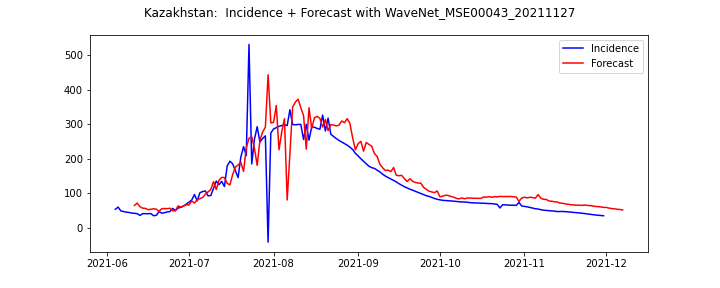 Kazakhstan:  Incidence + Forecast with WaveNet_MSE00043_20211127
Incidence
Forecast
500
400
300
200
100
0
2021-06 2021-07 2021-08 2021-09 2021-10 2021-11 2021-12